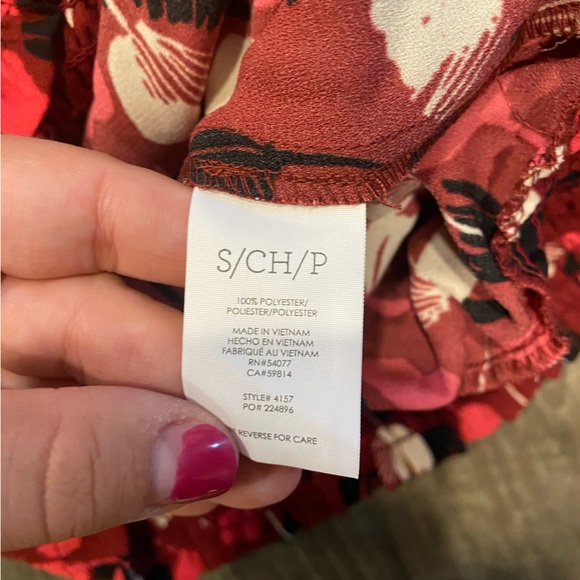 S/CH/P
100% POLYESTER/
POLIESTER/POLYESTER
MADE IN VIETNAM
HECHO EN VIETNAM
FABRIQUÉ AU VIETNAM
RN#54077
CA#59814
STYLE# 4157
PO# 224896
REVERSE FOR CARE